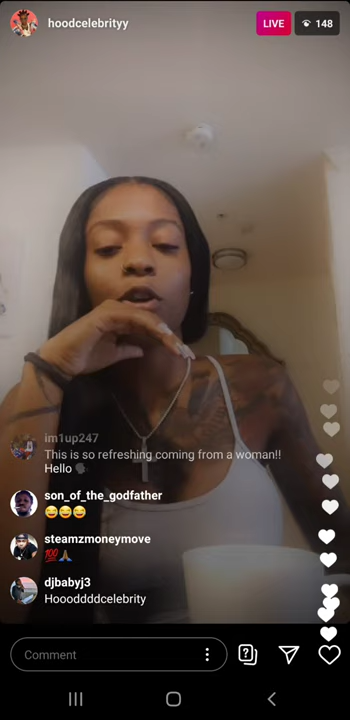 hoodcelebrityy
LIVE
148
im1up247
This is so refreshing coming from a woman!!
Hello 🗣
son_of_the_godfather
😂😂😂
steamzmoneymove
💯🙏🏾
djbabyj3
Hoooddddcelebrity
Comment